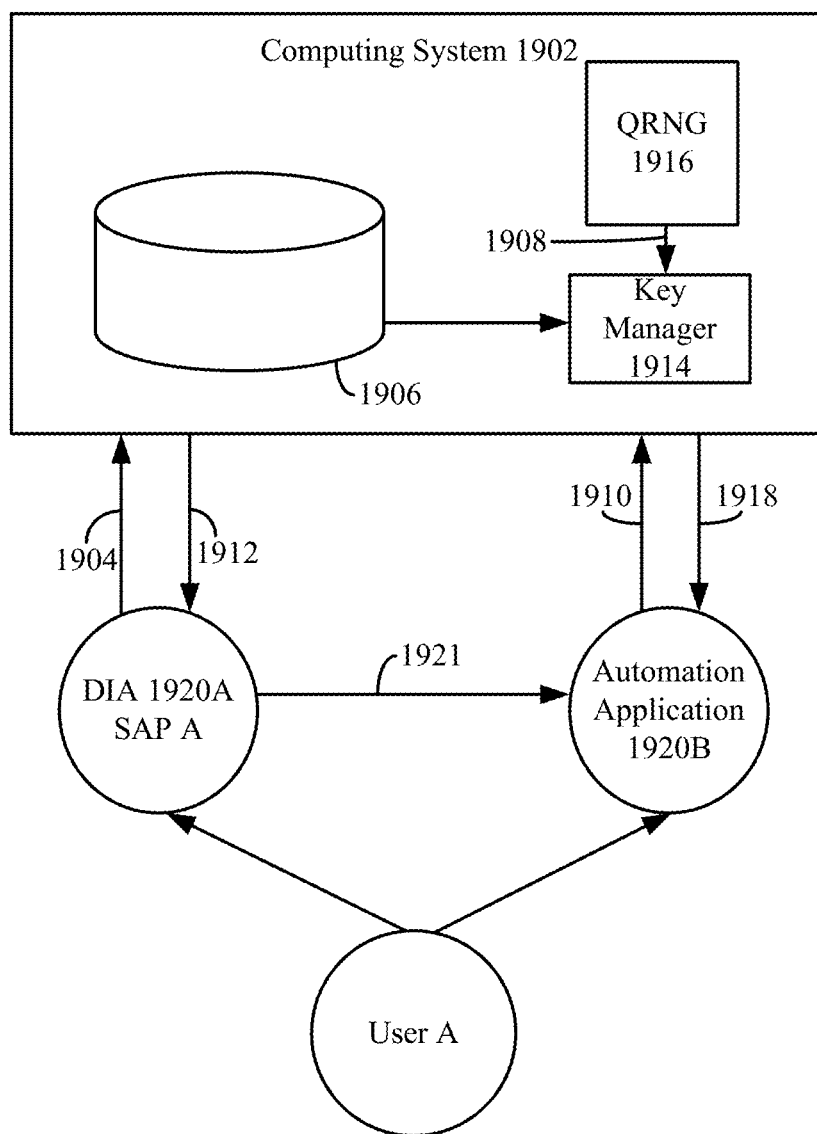 Computing System 1902
QRNG
1916
1908
Key
Manager
1914
1906
1904
1912
1910
1918
1921
DIA 1920A
SAP A
Automation
Application
1920B
User A